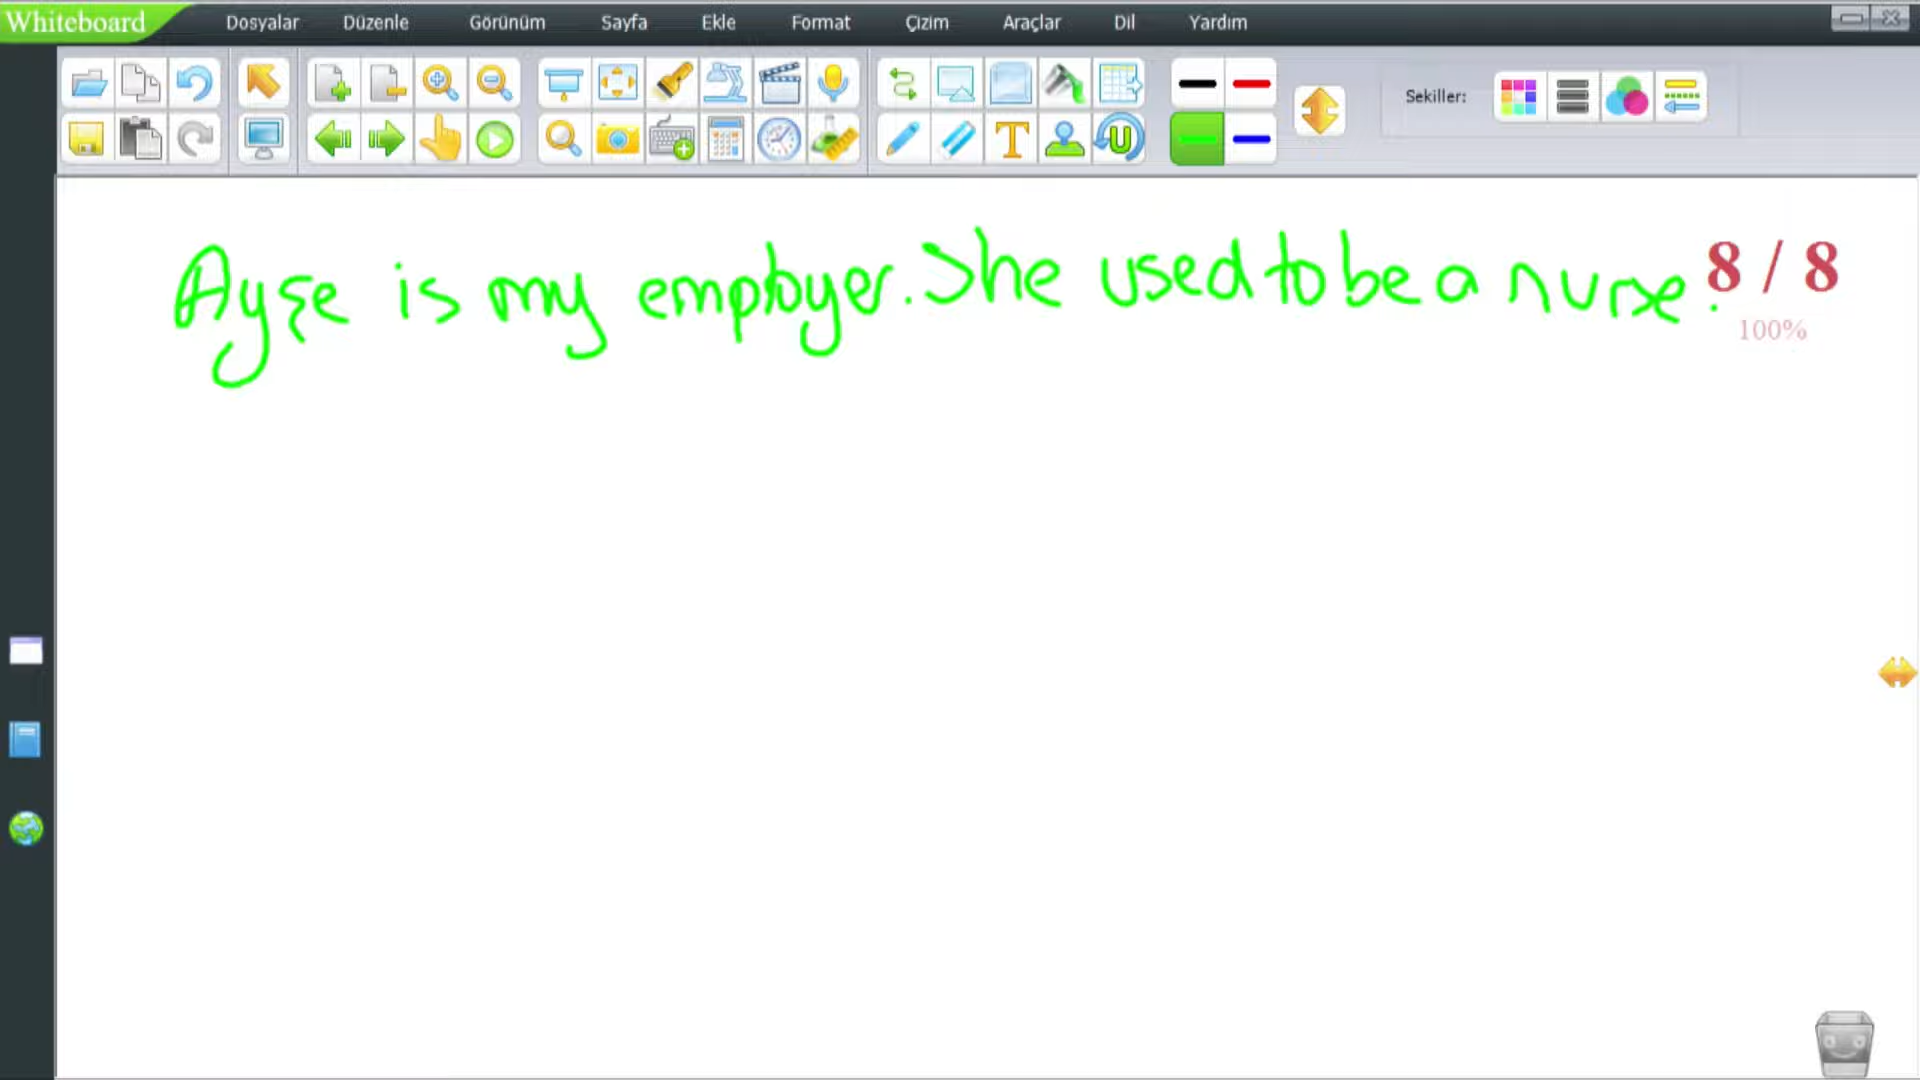 Whiteboard Dosyalar Düzenle Görünüm Sayfa Ekle Format Çizim Araçlar Dil Yardım
Sekiller:
Ayşe is my employer. She used to be a nurse.
8 / 8
100%